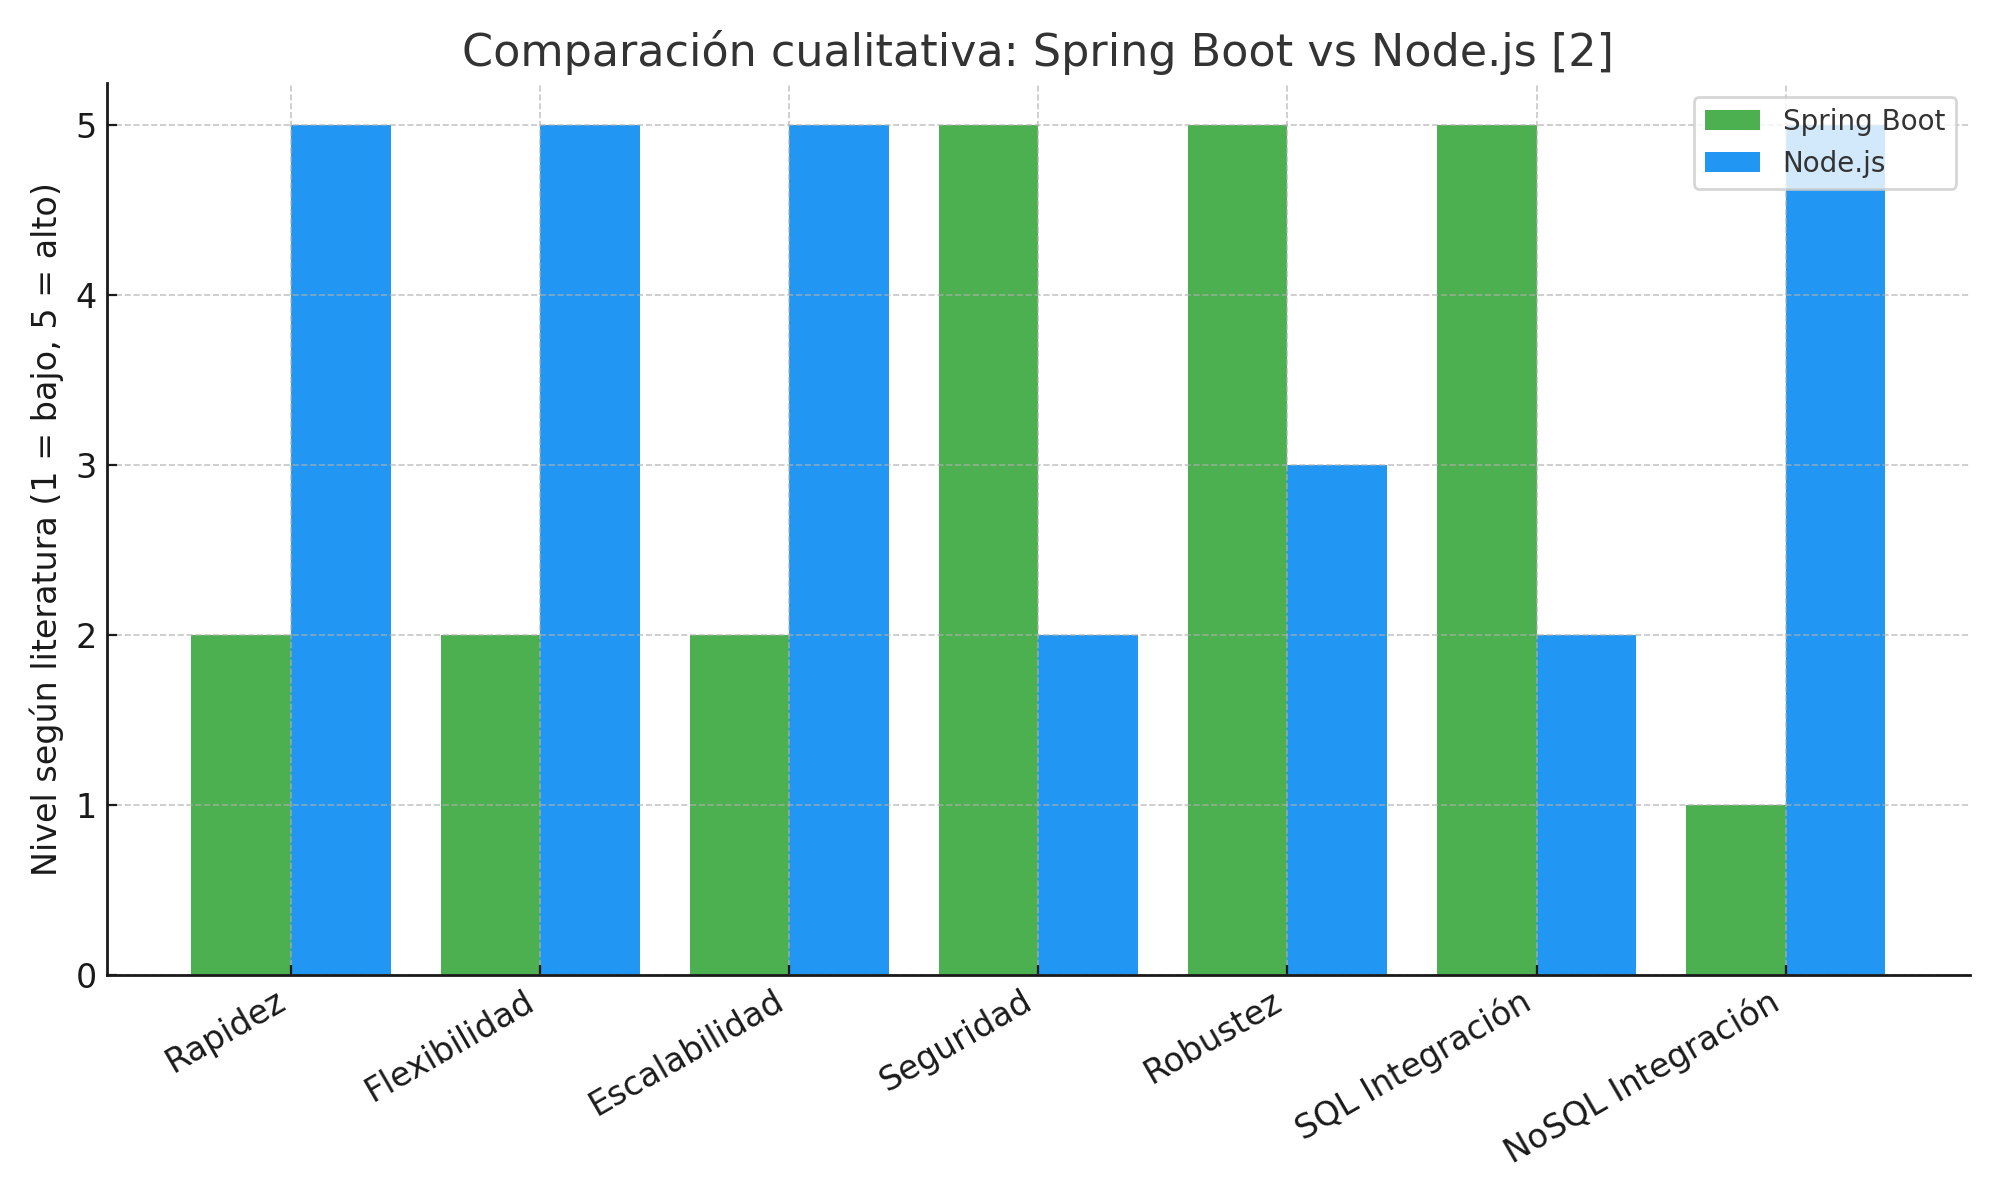 Comparación cualitativa: Spring Boot vs Node.js [2]
Spring Boot
Node.js
Nivel según literatura (1 = bajo, 5 = alto)
5
4
3
2
1
0
Rapidez
Flexibilidad
Escalabilidad
Seguridad
Robustez
SQL Integración
NoSQL Integración